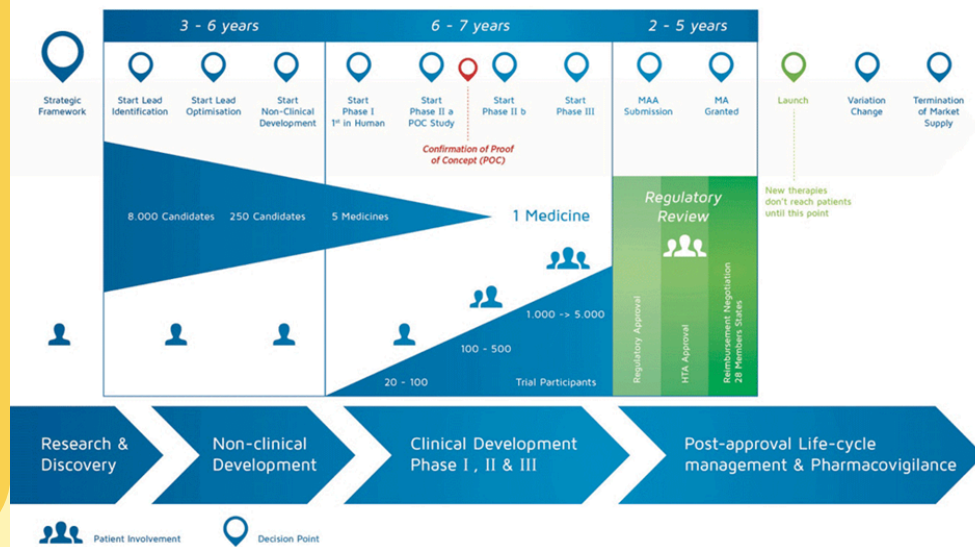 3 - 6 years
6 - 7 years
2 - 5 years
Strategic
Framework
Start Lead
Identification
Start Lead
Optimisation
Start
Non-Clinical
Development
Start
Phase I
1st in Human
Start
Phase II a
POC Study
Start
Phase II b
Start
Phase III
MAA
Submission
MA
Granted
Launch
Variation
Change
Termination
of Market
Supply
Confirmation of Proof
of Concept (POC)
8.000 Candidates
250 Candidates
5 Medicines
1 Medicine
Regulatory
Review
New therapies
don't reach patients
until this point
20 - 100
100 - 500
1.000 -> 5.000
Trial Participants
Regulatory Approval
HTA Approval
Reimbursement Negotiation
28 Members States
Research &
Discovery
Non-clinical
Development
Clinical Development
Phase I , II & III
Post-approval Life-cycle
management & Pharmacovigilance
Patient Involvement
Decision Point